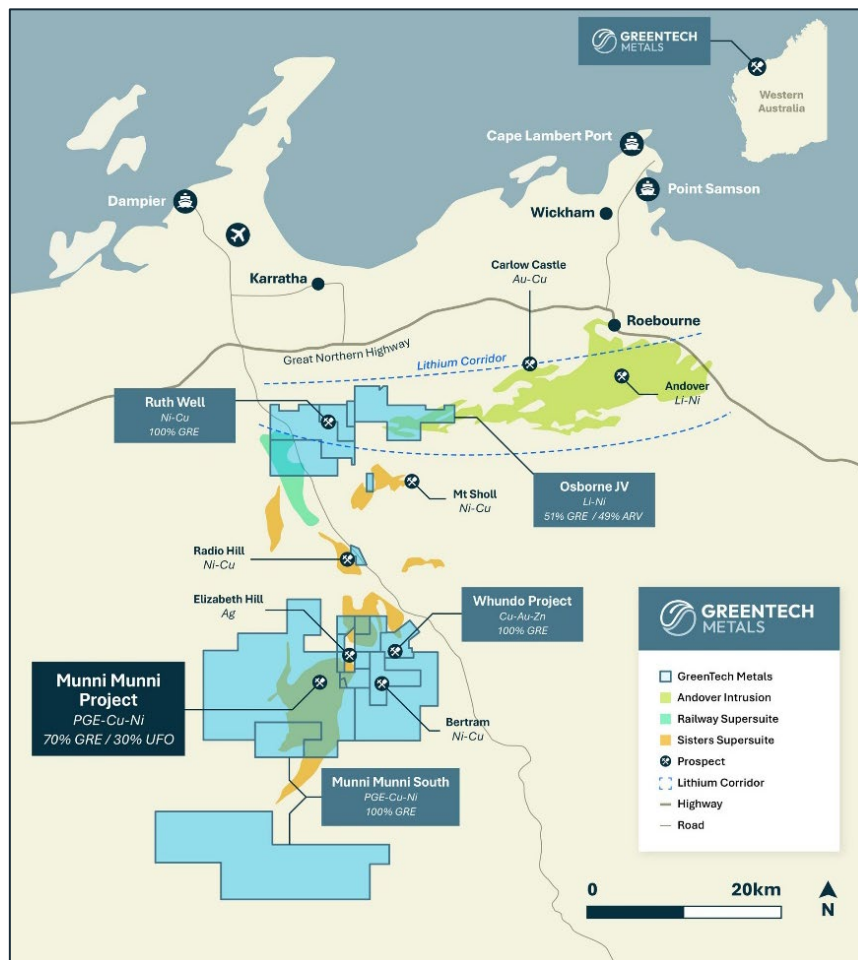 GREENTECH
METALS
Western
Australia
Cape Lambert Port
Dampier
Point Samson
Wickham
Karratha
Carlow Castle
Au-Cu
Roebourne
Great Northern Highway
Lithium Corridor
Andover
Li-Ni
Ruth Well
Ni-Cu
100% GRE
Mt Sholl
Ni-Cu
Osborne JV
Li-Ni
51% GRE / 49% ARV
Radio Hill
Ni-Cu
Elizabeth Hill
Ag
Whundo Project
Cu-Au-Zn
100% GRE
Munni Munni
Project
PGE-Cu-Ni
70% GRE / 30% UFO
Bertram
Ni-Cu
Munni Munni South
PGE-Cu-Ni
100% GRE
GREENTECH
METALS
GreenTech Metals
Andover Intrusion
Railway Supersuite
Sisters Supersuite
Prospect
Lithium Corridor
Highway
Road
0 20km
N